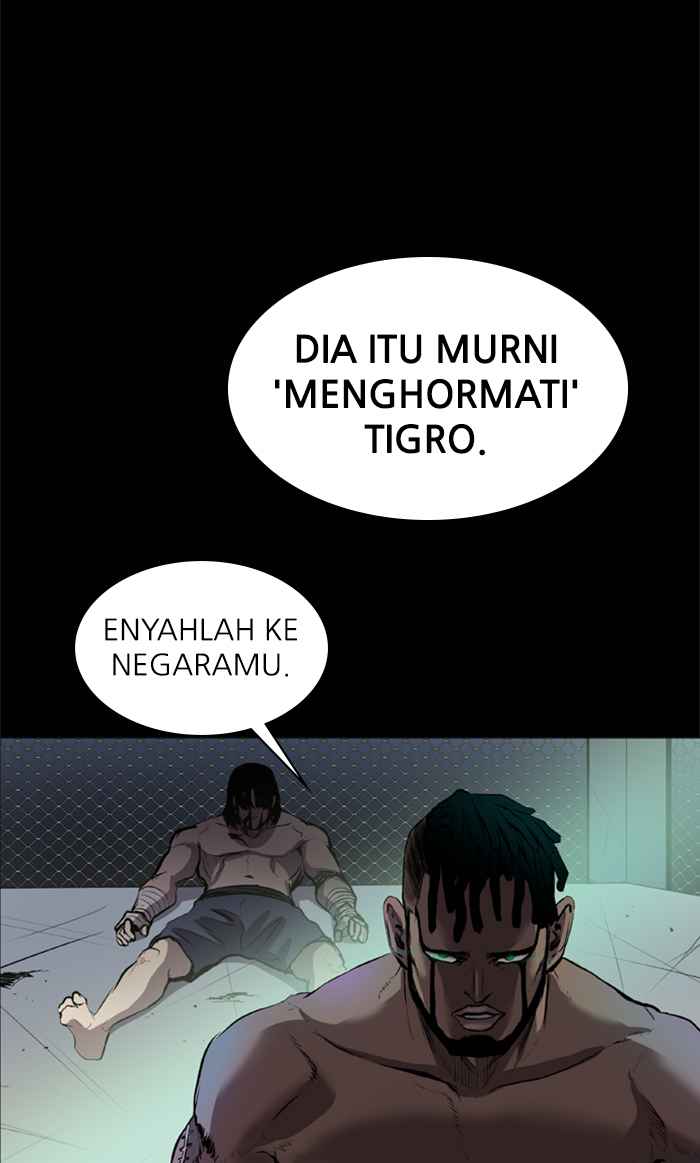 DIA ITU MURNI
'MENGHORMATI'
TIGRO.
ENYAHLAH KE
NEGARAMU.